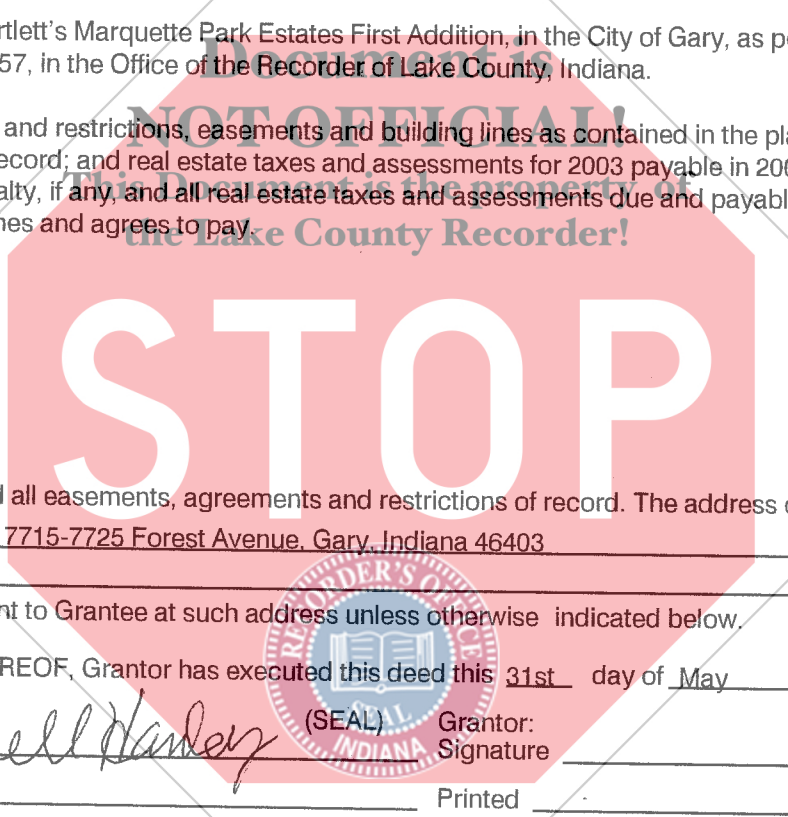 rtlett's Marquette Park Estates First Addition, in the City of Gary, as pe
57, in the Office of the Recorder of Lake County, Indiana.
Document is
NOT OFFICIAL!
and restrictions, easements and building lines as contained in the pla
ecord; and real estate taxes and assessments for 2003 payable in 200
This Document is the property of
alty, if any, and all real estate taxes and assessments due and payabl
nes and agrees to pay.
the Lake County Recorder!
STOP
all easements, agreements and restrictions of record. The address o
7715-7725 Forest Avenue, Gary, Indiana 46403
RECORDER'S OFFICE
nt to Grantee at such address unless otherwise indicated below.
REOF, Grantor has executed this deed this 31st day of May
SEAL
INDIANA
ell Hanley (SEAL) Grantor:
Signature
Printed